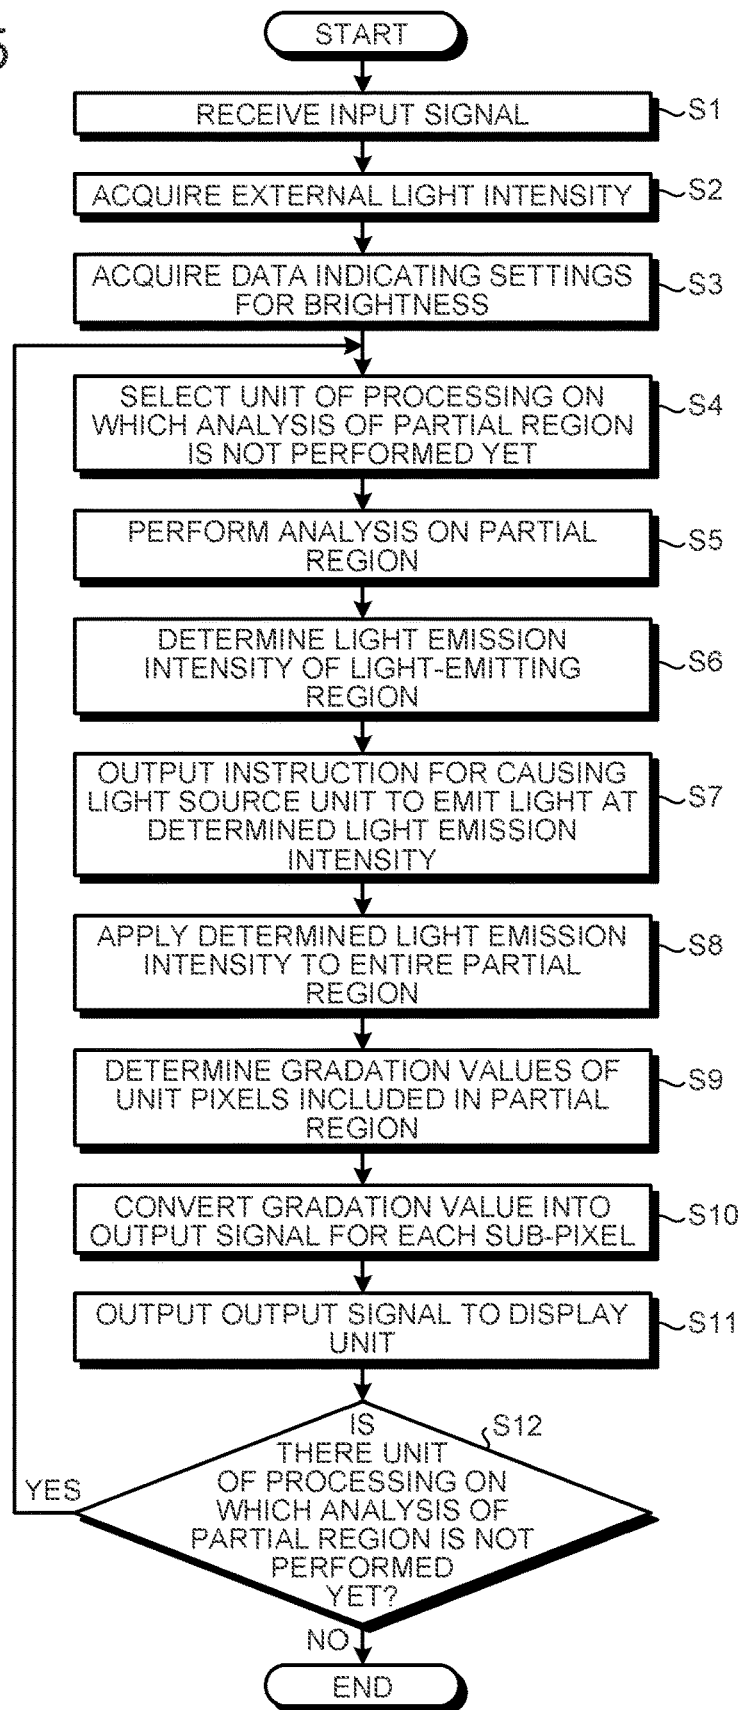 5
START
RECEIVE INPUT SIGNAL
S1
ACQUIRE EXTERNAL LIGHT INTENSITY
S2
ACQUIRE DATA INDICATING SETTINGS
FOR BRIGHTNESS
S3
SELECT UNIT OF PROCESSING ON
WHICH ANALYSIS OF PARTIAL REGION
IS NOT PERFORMED YET
S4
PERFORM ANALYSIS ON PARTIAL
REGION
S5
DETERMINE LIGHT EMISSION
INTENSITY OF LIGHT-EMITTING
REGION
S6
OUTPUT INSTRUCTION FOR CAUSING
LIGHT SOURCE UNIT TO EMIT LIGHT AT
DETERMINED LIGHT EMISSION
INTENSITY
S7
APPLY DETERMINED LIGHT EMISSION
INTENSITY TO ENTIRE PARTIAL
REGION
S8
DETERMINE GRADATION VALUES OF
UNIT PIXELS INCLUDED IN PARTIAL
REGION
S9
CONVERT GRADATION VALUE INTO
OUTPUT SIGNAL FOR EACH SUB-PIXEL
S10
OUTPUT OUTPUT SIGNAL TO DISPLAY
UNIT
S11
IS
THERE UNIT
OF PROCESSING ON
WHICH ANALYSIS OF
PARTIAL REGION IS NOT
PERFORMED
YET?
S12
YES
NO
END